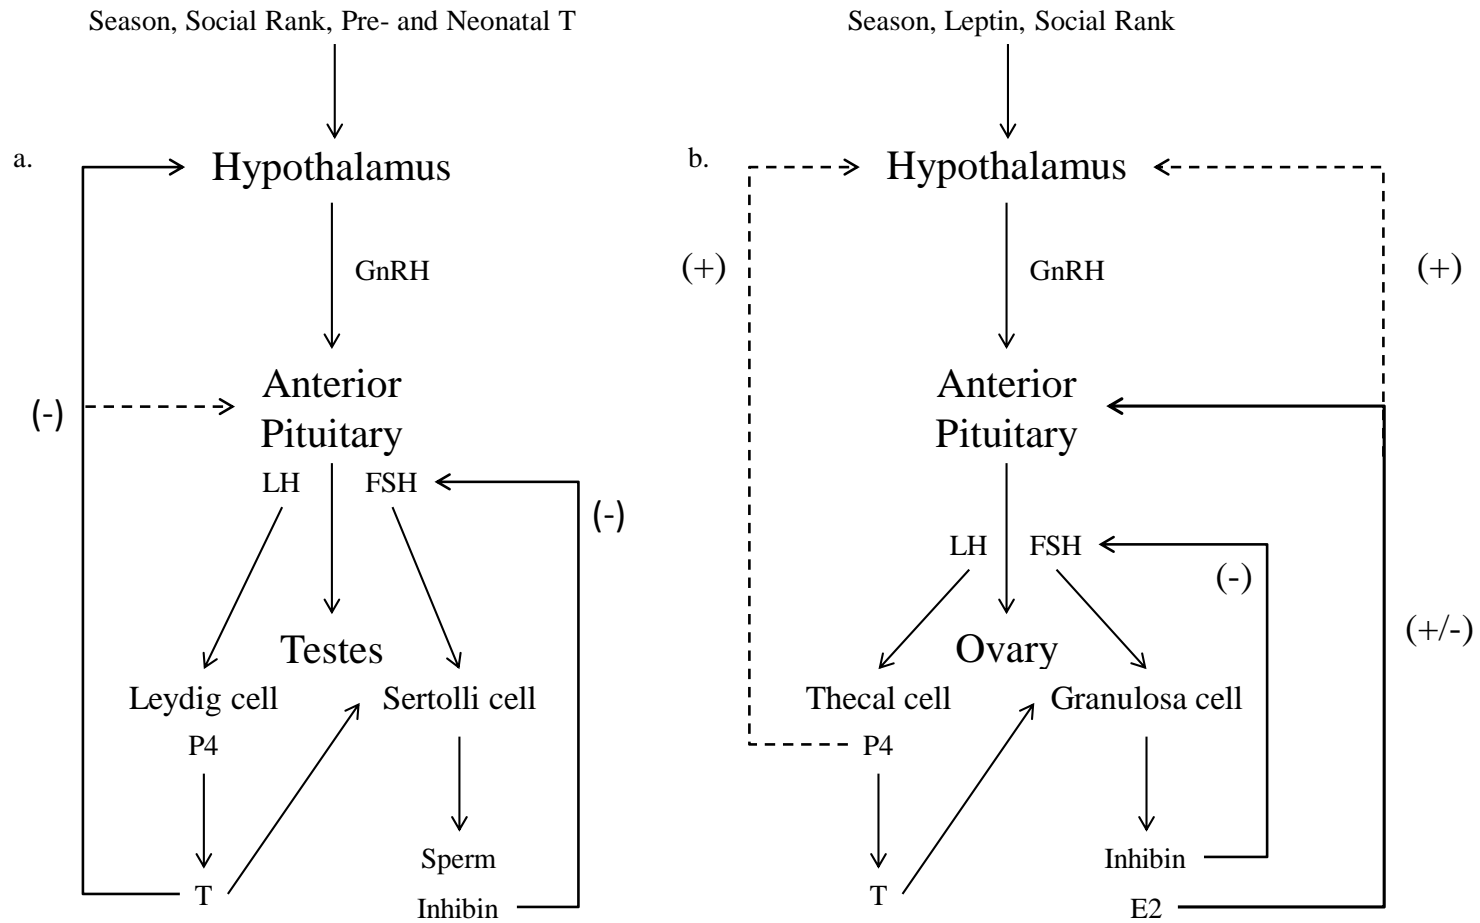 Season, Social Rank, Pre- and Neonatal T
a.
Hypothalamus
GnRH
(-)
Anterior
Pituitary
LH
FSH
(-)
Testes
Leydig cell
Sertolli cell
P4
Sperm
T
Inhibin
Season, Leptin, Social Rank
b.
Hypothalamus
(+)
GnRH
(+)
Anterior
Pituitary
LH
FSH
(-)
(+/-)
Ovary
Thecal cell
Granulosa cell
P4
Inhibin
T
E2